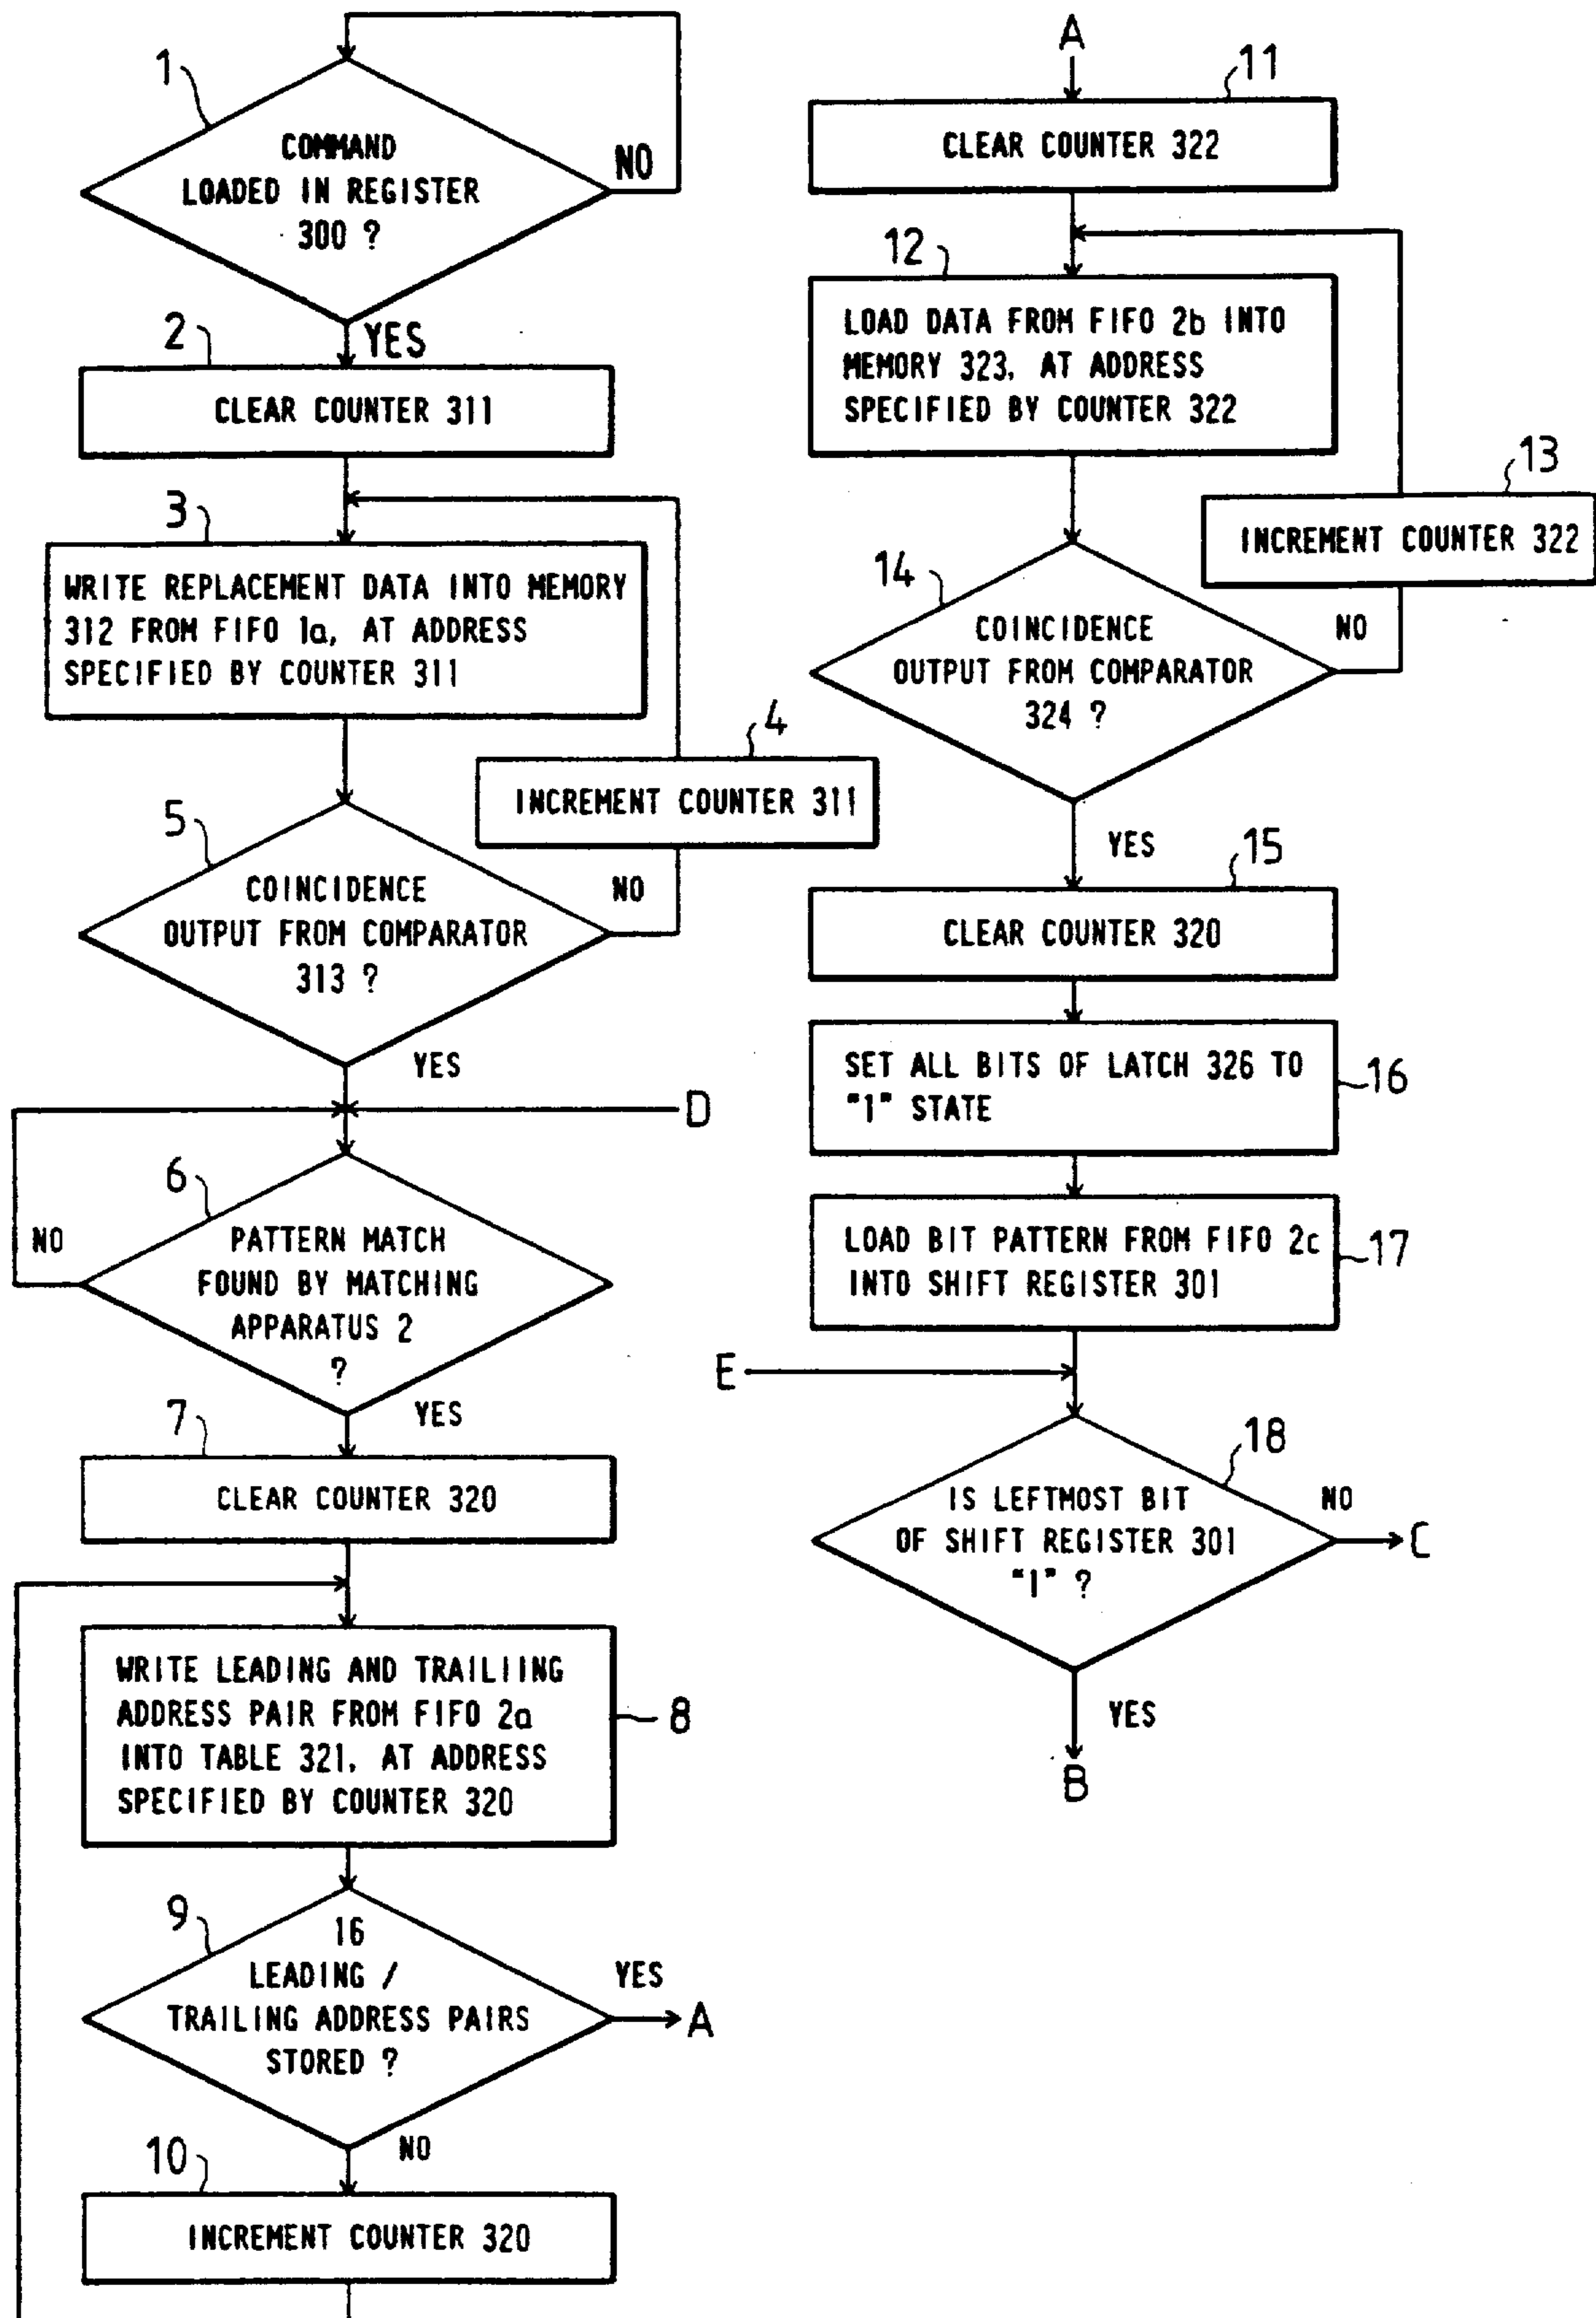 1
COMMAND
LOADED IN REGISTER
300 ?
NO
YES
2
CLEAR COUNTER 311
3
WRITE REPLACEMENT DATA INTO MEMORY
312 FROM FIFO 1a, AT ADDRESS
SPECIFIED BY COUNTER 311
4
INCREMENT COUNTER 311
5
COINCIDENCE
OUTPUT FROM COMPARATOR
313 ?
NO
YES
D
6
PATTERN MATCH
FOUND BY MATCHING
APPARATUS 2
?
NO
YES
7
CLEAR COUNTER 320
WRITE LEADING AND TRAILIING
ADDRESS PAIR FROM FIFO 2a
INTO TABLE 321, AT ADDRESS
SPECIFIED BY COUNTER 320
8
9
16
LEADING /
TRAILING ADDRESS PAIRS
STORED ?
YES
A
NO
10
INCREMENT COUNTER 320
A
11
CLEAR COUNTER 322
12
LOAD DATA FROM FIFO 2b INTO
MEMORY 323, AT ADDRESS
SPECIFIED BY COUNTER 322
13
INCREMENT COUNTER 322
14
COINCIDENCE
OUTPUT FROM COMPARATOR
324 ?
NO
YES
15
CLEAR COUNTER 320
SET ALL BITS OF LATCH 326 TO
"1" STATE
16
LOAD BIT PATTERN FROM FIFO 2c
INTO SHIFT REGISTER 301
17
E
18
IS LEFTMOST BIT
OF SHIFT REGISTER 301
"1" ?
NO
C
YES
B